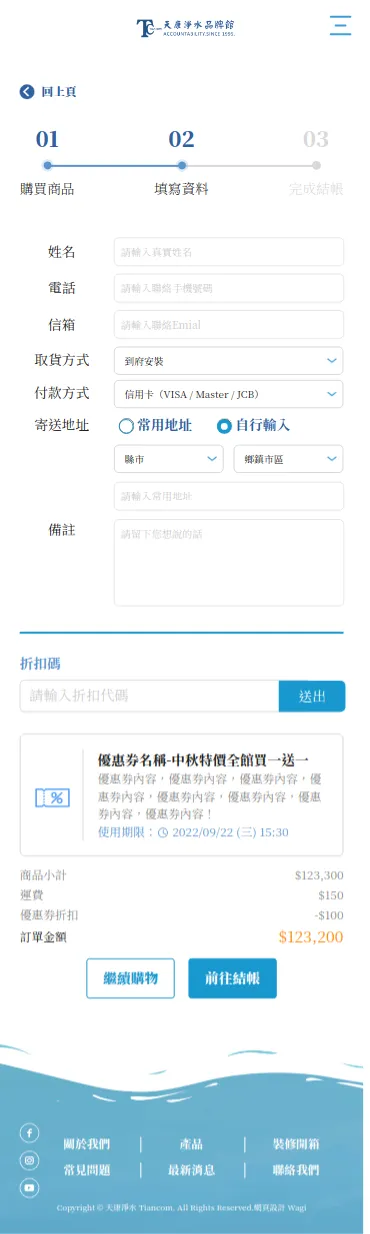 天康淨水品牌館
ACCOUNTABILITY.SINCE 1995.
回上頁
01 02 03
購買商品 填寫資料 完成結帳
姓名 請輸入真實姓名
電話 請輸入聯絡手機號碼
信箱 請輸入聯絡Emial
取貨方式 到府安裝
付款方式 信用卡（VISA / Master / JCB）
寄送地址 常用地址 自行輸入
縣市 鄉鎮市區
請輸入常用地址
備註 請留下您想說的話
折扣碼
請輸入折扣代碼 送出
優惠券名稱-中秋特價全館買一送一
優惠券內容，優惠券內容，優惠券內容，優
惠券內容，優惠券內容，優惠券內容，優惠
券內容，優惠券內容！
使用期限： 2022/09/22 (三) 15:30
商品小計 $123,300
運費 $150
優惠券折扣 -$100
訂單金額 $123,200
繼續購物 前往結帳
關於我們 產品 裝修開箱
常見問題 最新消息 聯絡我們
Copyright © 天康淨水 Tiancom. All Rights Reserved.網頁設計 Wagi